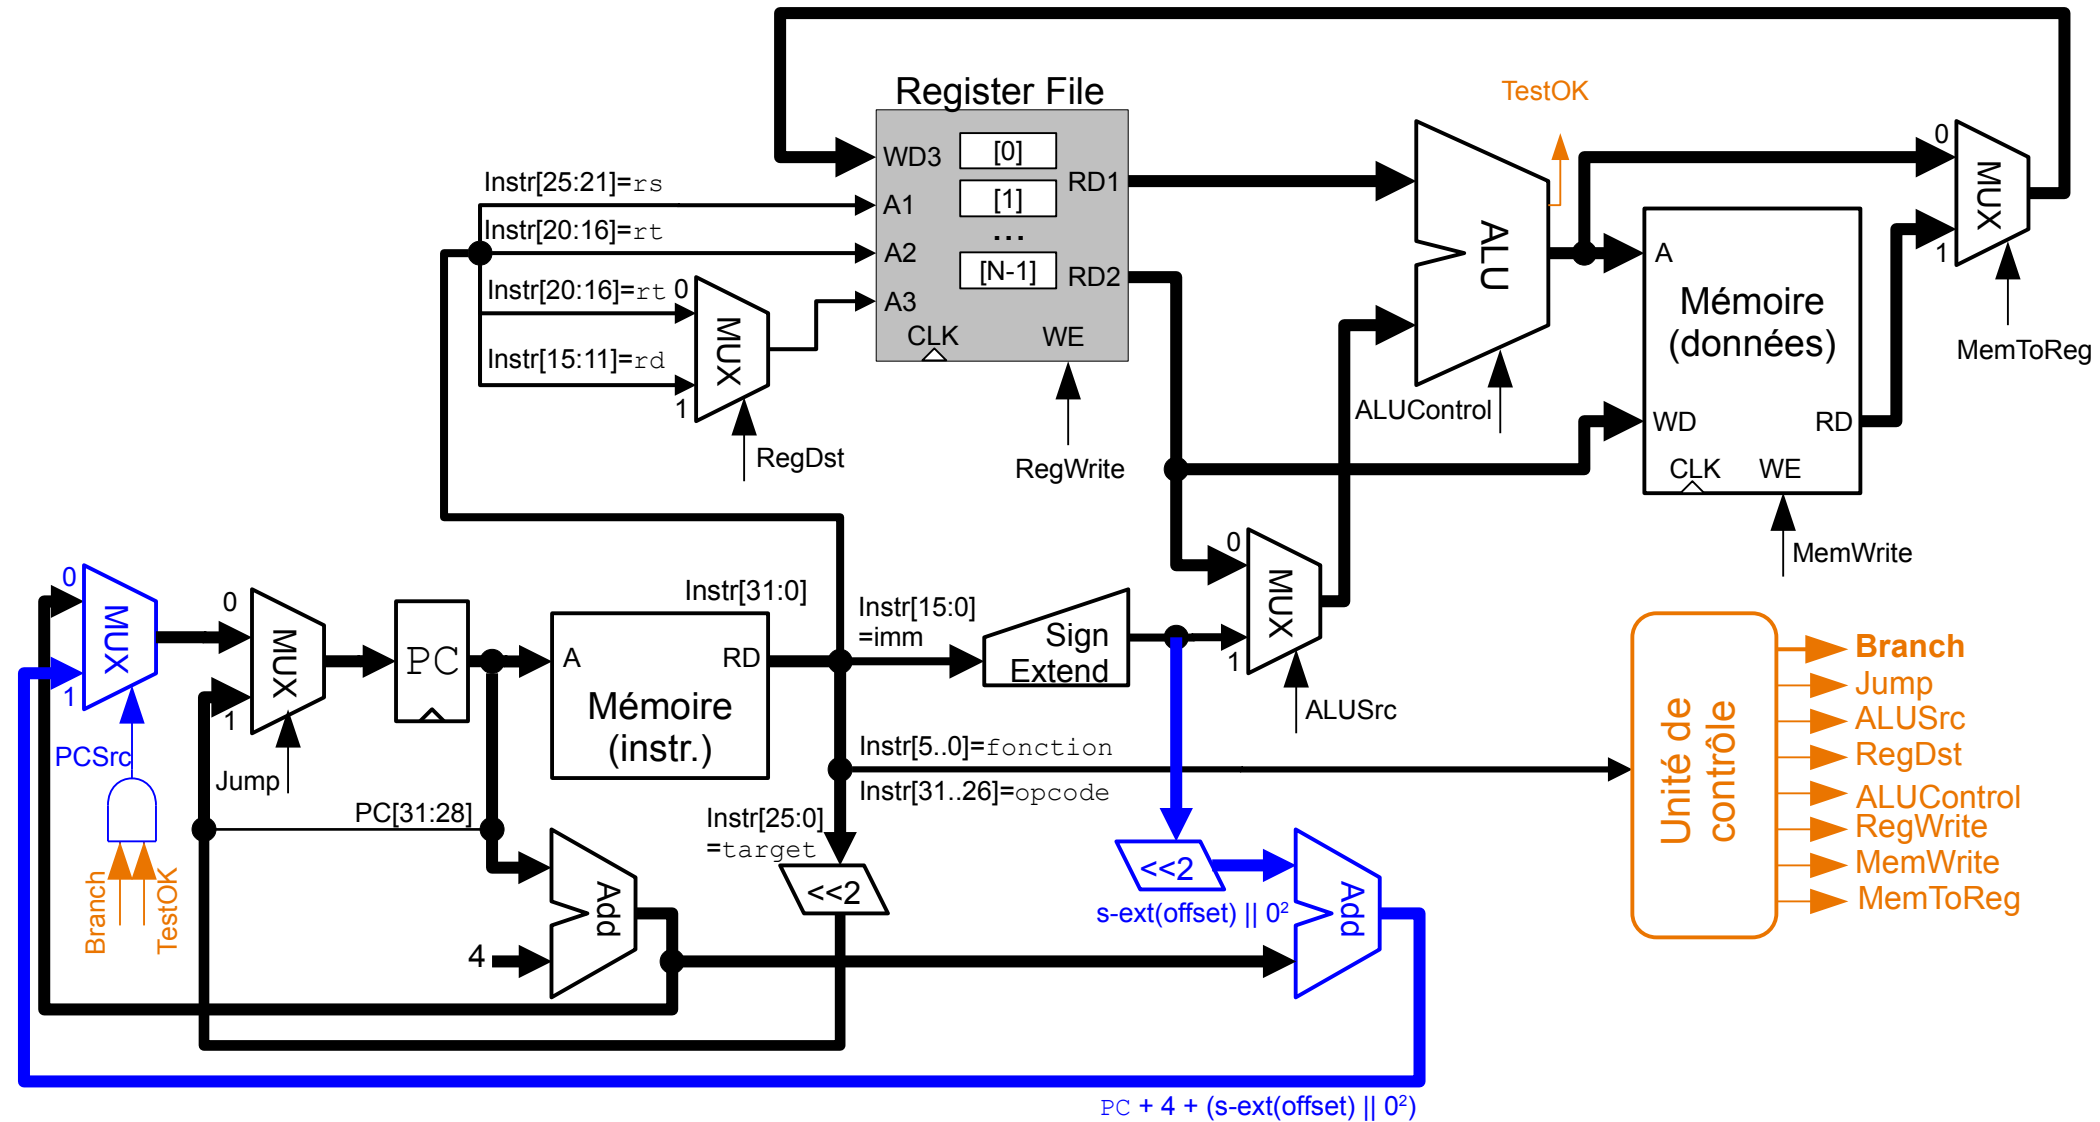 Register File
TestOK
WD3
[0]
RD1
0
MUX
1
Instr[25:21]=rs
A1
[1]
...
Instr[20:16]=rt
A2
[N-1]
RD2
ALU
A
Mémoire
(données)
MemToReg
Instr[20:16]=rt
0
A3
MUX
CLK
WE
Instr[15:11]=rd
1
RegDst
RegWrite
ALUControl
WD
RD
CLK
WE
MemWrite
0
MUX
1
PCSrc
0
MUX
1
Jump
PC
Instr[31:0]
A
RD
Mémoire
(instr.)
Instr[15:0]
=imm
Sign
Extend
0
MUX
1
ALUSrc
Unité de
contrôle
Branch
Jump
ALUSrc
RegDst
ALUControl
RegWrite
MemWrite
MemToReg
Instr[5..0]=fonction
Instr[31..26]=opcode
PC[31:28]
Instr[25:0]
=target
<<2
<<2
s-ext(offset) || 0²
Add
Add
4
Branch
TestOK
PC + 4 + (s-ext(offset) || 0²)